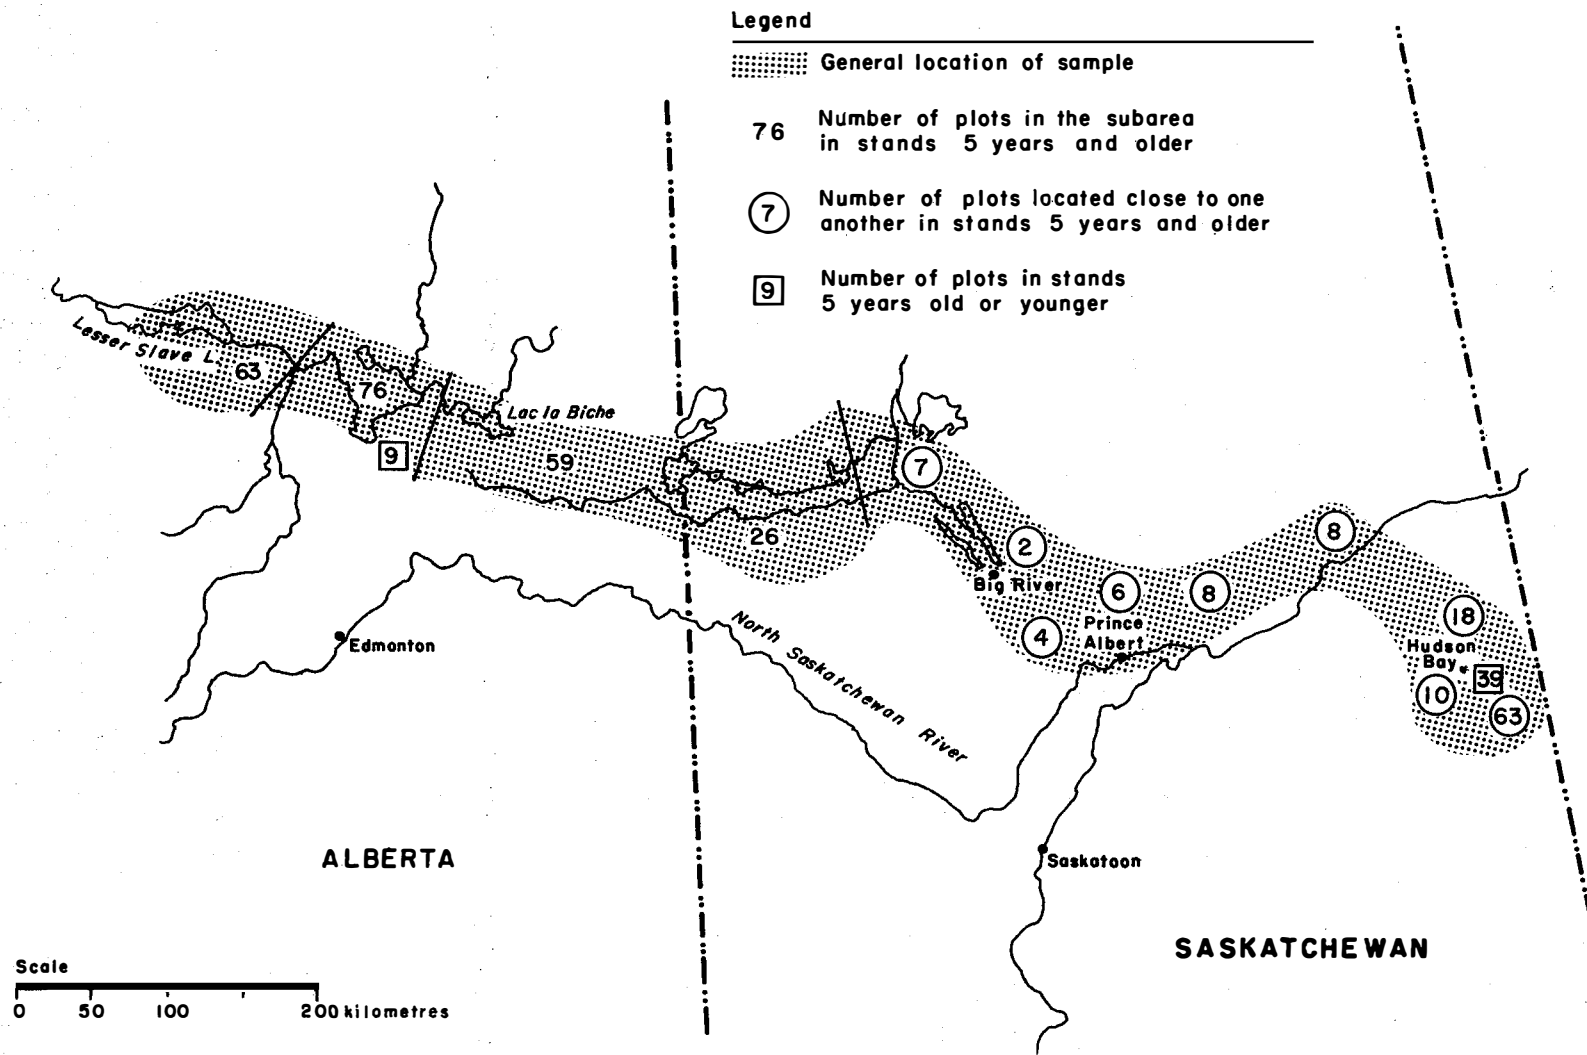 Legend
General location of sample
76
Number of plots in the subarea
in stands 5 years and older
7
Number of plots located close to one
another in stands 5 years and older
9
Number of plots in stands
5 years old or younger
Lesser Slave L.
63
76
Lac la Biche
9
59
7
26
2
8
Big River
6
8
18
4
Prince
Albert
Hudson
Bay
39
10
63
Edmonton
North Saskatchewan River
ALBERTA
Saskatoon
SASKATCHEWAN
Scale
0 50 100 200 kilometres